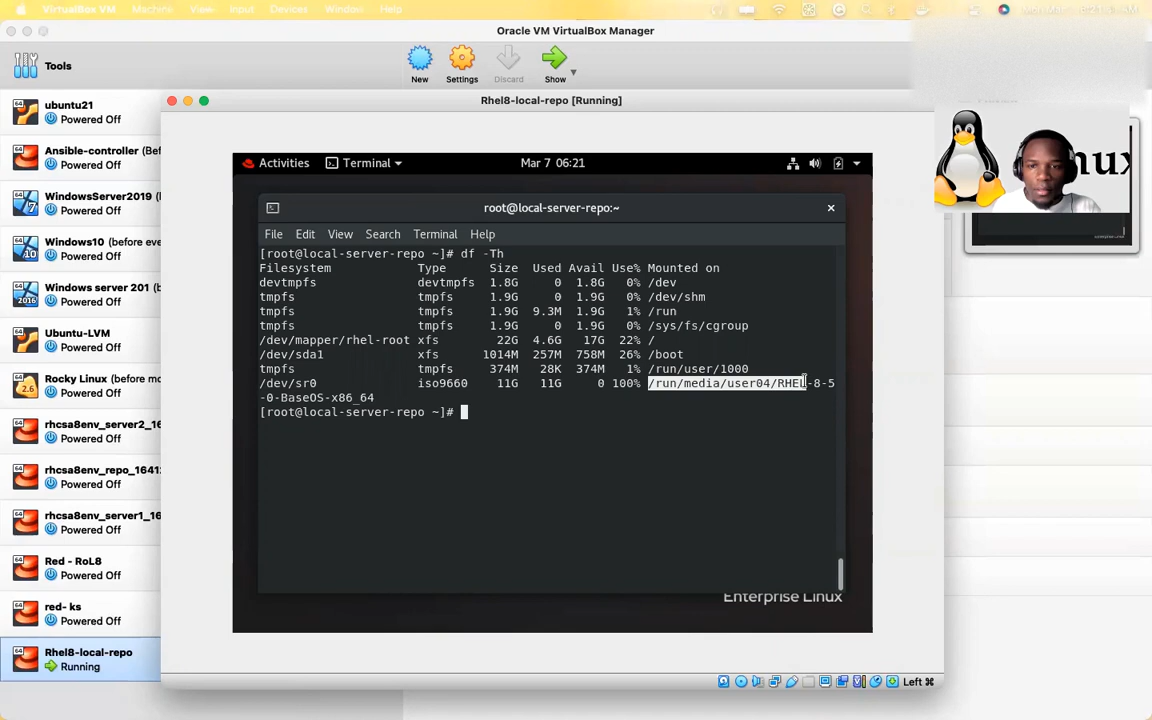 VirtualBox VM Machine View Input Devices Window Help
Oracle VM VirtualBox Manager
Tools
New Settings Discard Show
ubuntu21
Powered Off
Ansible-controller (Bef
Powered Off
WindowsServer2019 (
Powered Off
Windows10 (before eve
Powered Off
Windows server 201 (
Powered Off
Ubuntu-LVM
Powered Off
Rocky Linux (
Powered Off
rhcsa8env_server2_16
Powered Off
rhcsa8env_repo_16412
Powered Off
rhcsa8env_server1_16
Powered Off
Red - RoL8
Powered Off
red- ks
Powered Off
Rhel8-local-repo
Running
Rhel8-local-repo [Running]
Activities Terminal Mar 7 06:21
root@local-server-repo:~
File Edit View Search Terminal Help
[root@local-server-repo ~]# df -Th
Filesystem Type Size Used Avail Use% Mounted on
devtmpfs devtmpfs 1.8G 0 1.8G 0% /dev
tmpfs tmpfs 1.9G 0 1.9G 0% /dev/shm
tmpfs tmpfs 1.9G 9.3M 1.9G 1% /run
tmpfs tmpfs 1.9G 0 1.9G 0% /sys/fs/cgroup
/dev/mapper/rhel-root xfs 22G 4.6G 17G 22% /
/dev/sda1 xfs 1014M 257M 758M 26% /boot
tmpfs tmpfs 374M 28K 374M 1% /run/user/1000
/dev/sr0 iso9660 11G 11G 0 100% /run/media/user04/RHEL-8-5
-0-BaseOS-x86_64
[root@local-server-repo ~]#
Enterprise Linux
Left ⌘